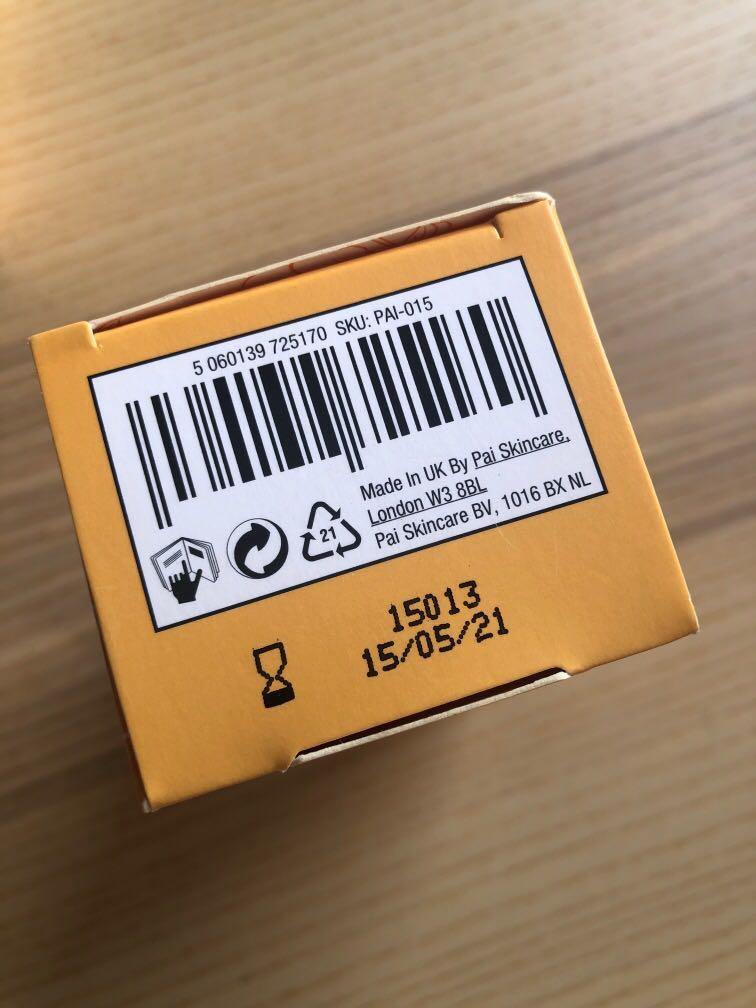 5 060139 725170 SKU: PAI-015
Made In UK By Pai Skincare,
London W3 8BL
Pai Skincare BV, 1016 BX NL
21
15013
15/05/21